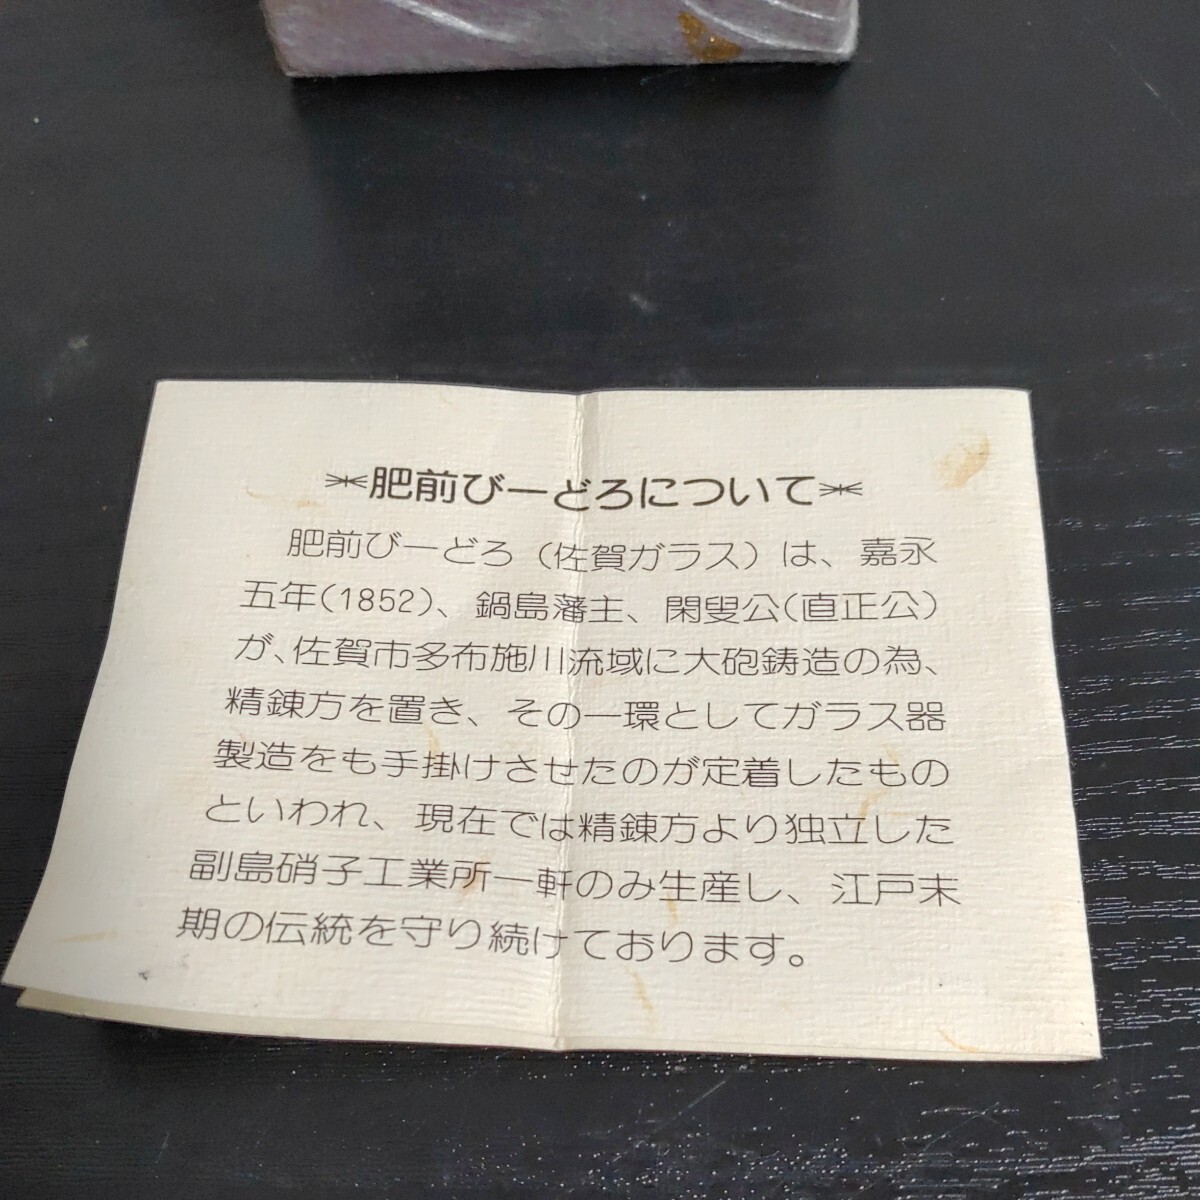 肥前びーどろについて
肥前びーどろ（佐賀ガラス）は、嘉永
五年(1852)、鍋島藩主、閑叟公(直正公)
が、佐賀市多布施川流域に大砲鋳造の為、
精錬方を置き、その一環としてガラス器
製造をも手掛けさせたのが定着したもの
といわれ、現在では精錬方より独立した
副島硝子工業所一軒のみ生産し、江戸末
期の伝統を守り続けております。